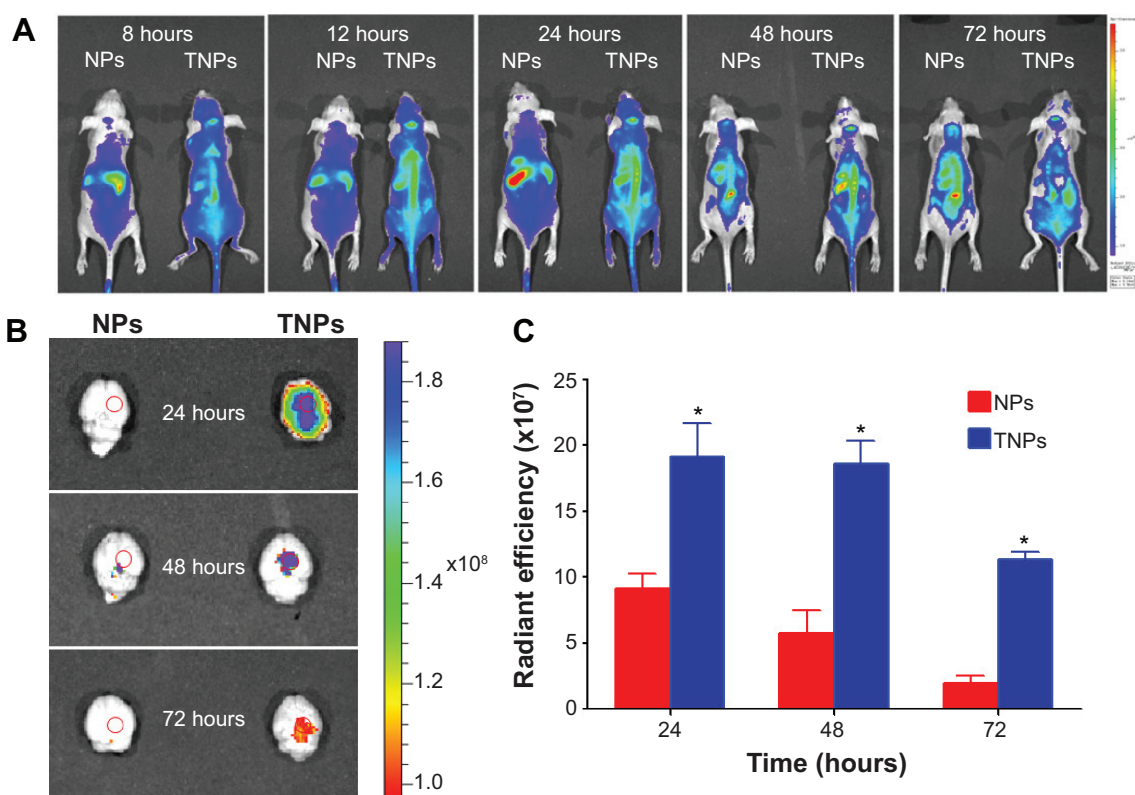 A
8 hours
NPs
TNPs
12 hours
NPs
TNPs
24 hours
NPs
TNPs
48 hours
NPs
TNPs
72 hours
NPs
TNPs
B
NPs
TNPs
24 hours
48 hours
72 hours
1.8
1.6
x10⁸
1.4
1.2
1.0
C
Radiant efficiency (x10⁷)
25
20
15
10
5
0
*
*
*
NPs
TNPs
24
48
72
Time (hours)